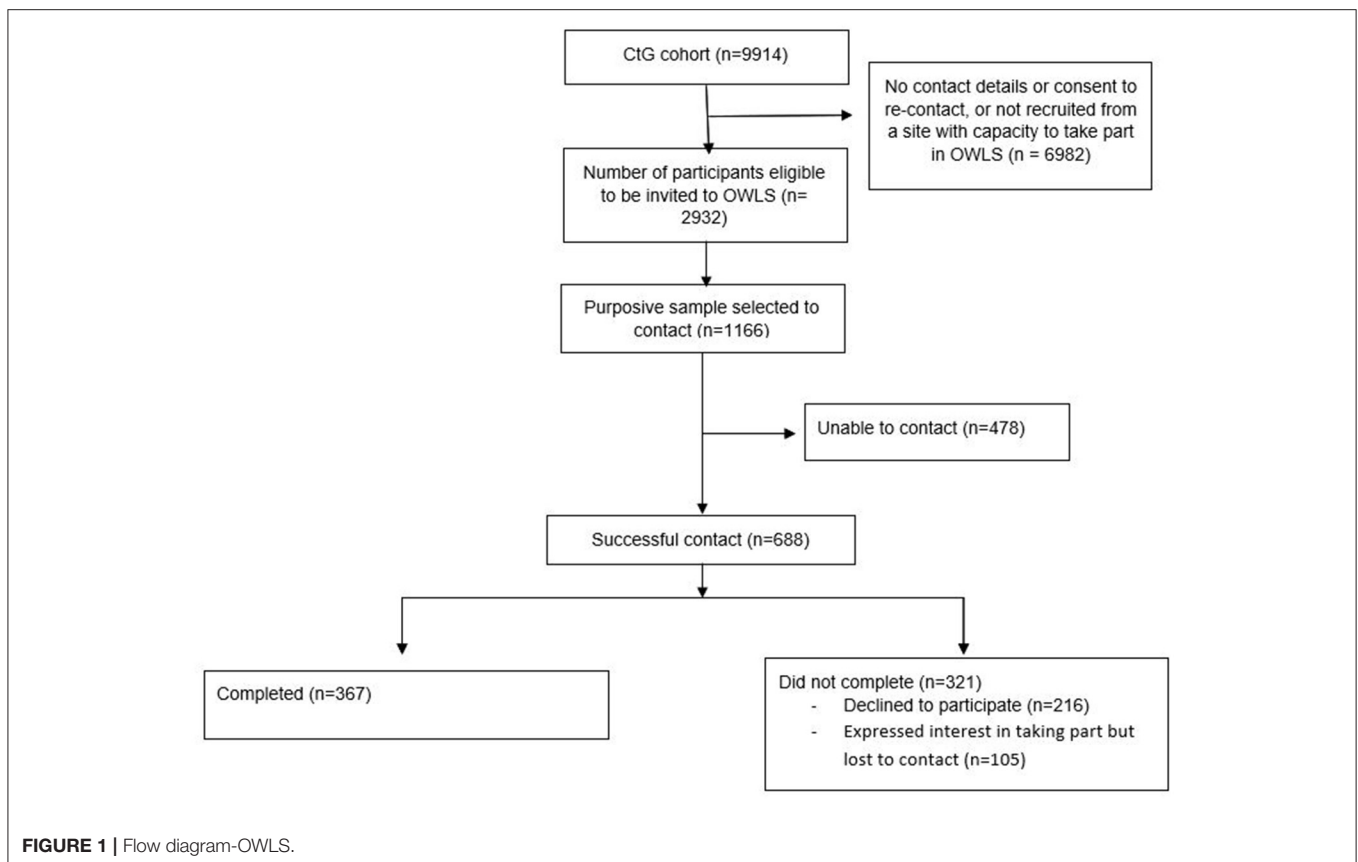 CtG cohort (n=9914)
No contact details or consent to
re-contact, or not recruited from
a site with capacity to take part
in OWLS (n = 6982)
Number of participants eligible
to be invited to OWLS (n=
2932)
Purposive sample selected to
contact (n=1166)
Unable to contact (n=478)
Successful contact (n=688)
Completed (n=367)
Did not complete (n=321)
- Declined to participate (n=216)
- Expressed interest in taking part but
lost to contact (n=105)
FIGURE 1 | Flow diagram-OWLS.